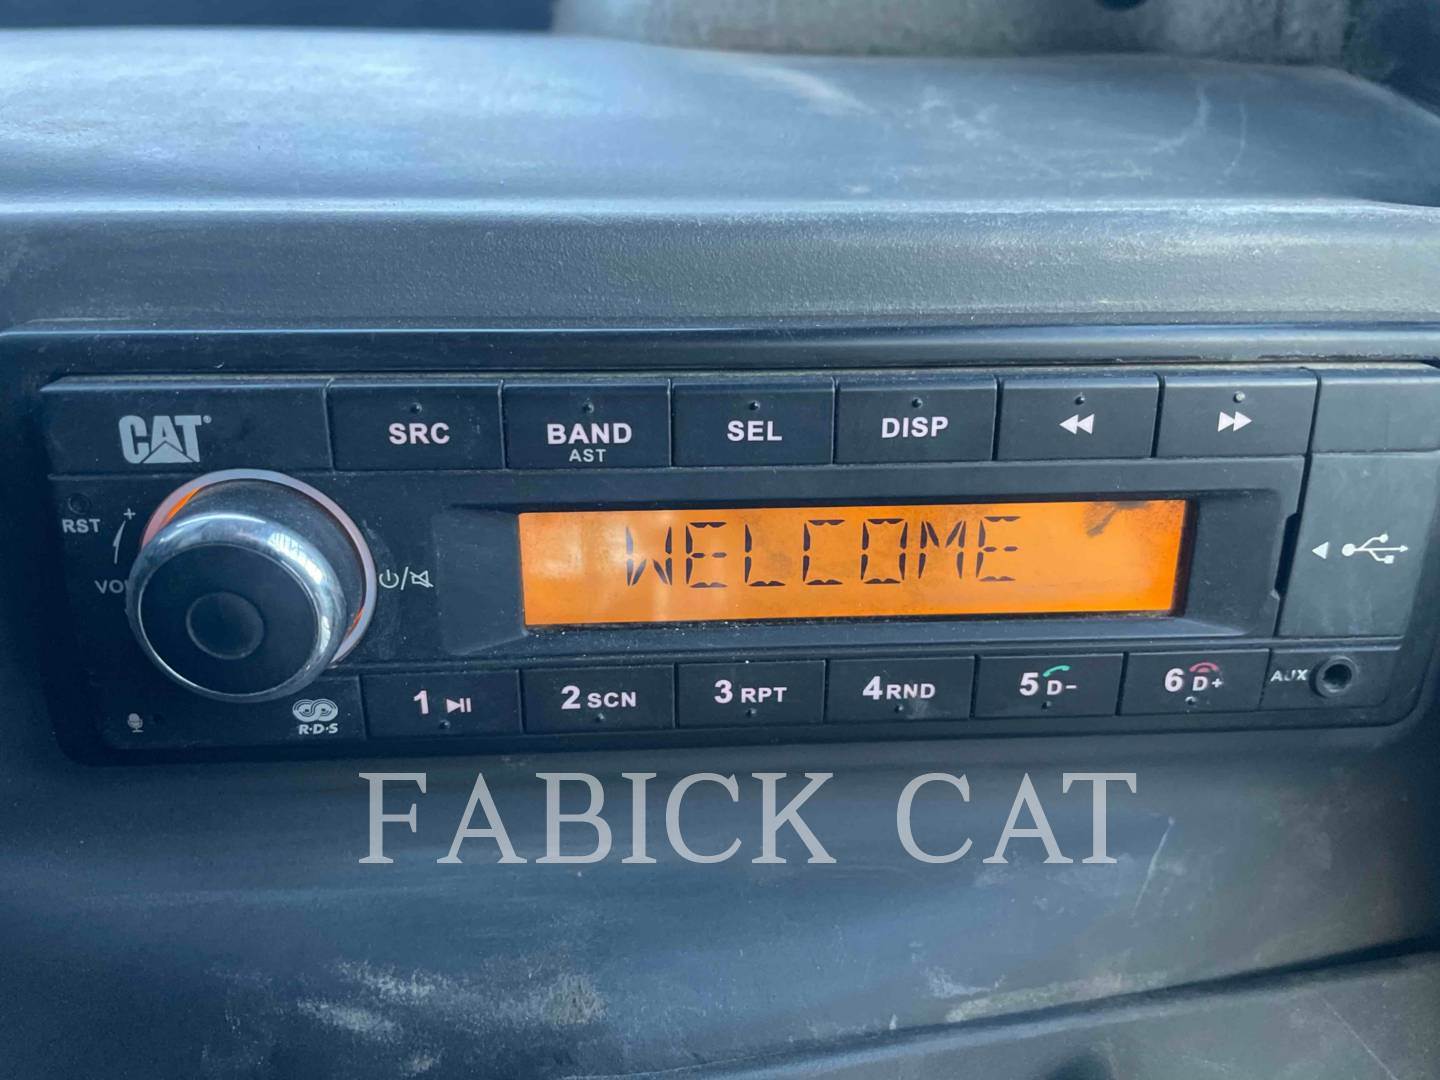 CAT®
SRC
BAND
AST
SEL
DISP
RST
+
VOL
WELCOME
R·D·S
1
2 SCN
3 RPT
4 RND
5 D-
6 D+
AUX
FABICK CAT